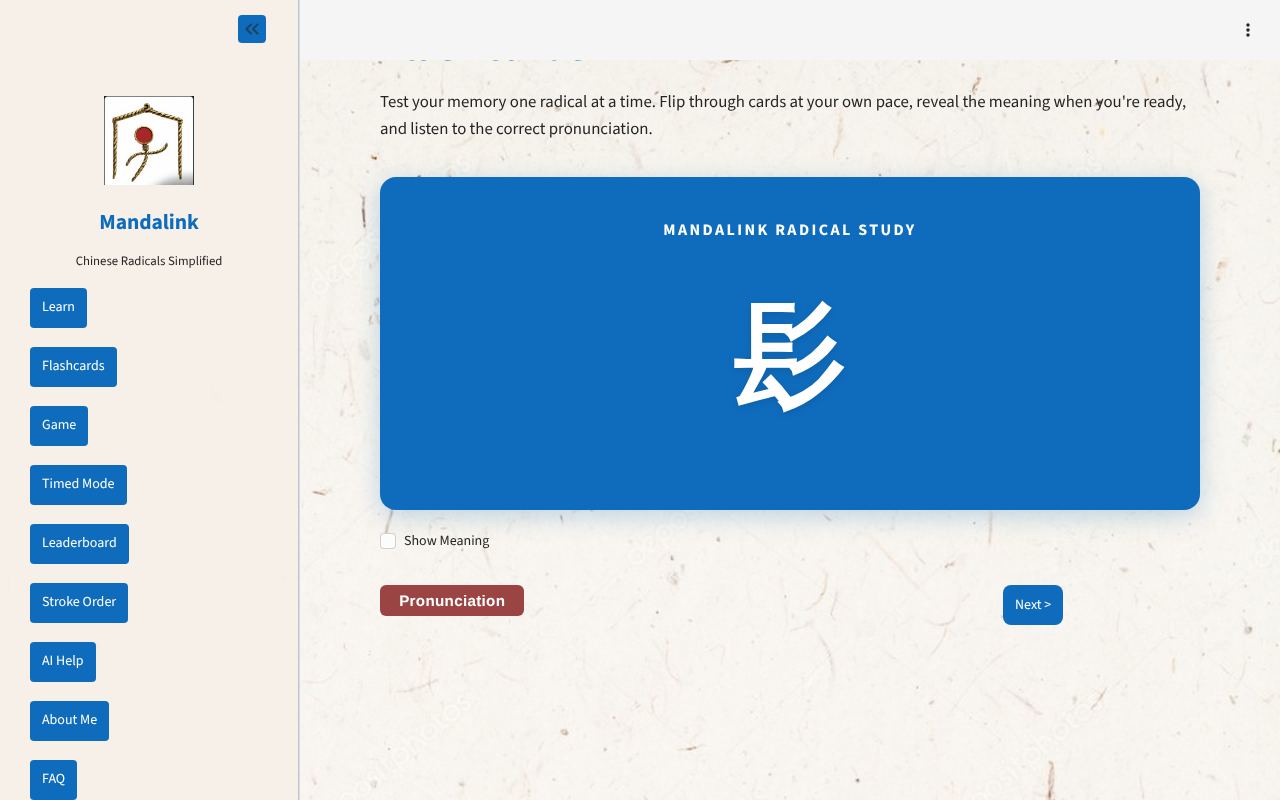 Mandalink
Chinese Radicals Simplified
Learn
Flashcards
Game
Timed Mode
Leaderboard
Stroke Order
AI Help
About Me
FAQ
Test your memory one radical at a time. Flip through cards at your own pace, reveal the meaning when you're ready,
and listen to the correct pronunciation.
MANDALINK RADICAL STUDY
髟
Show Meaning
Pronunciation
Next >